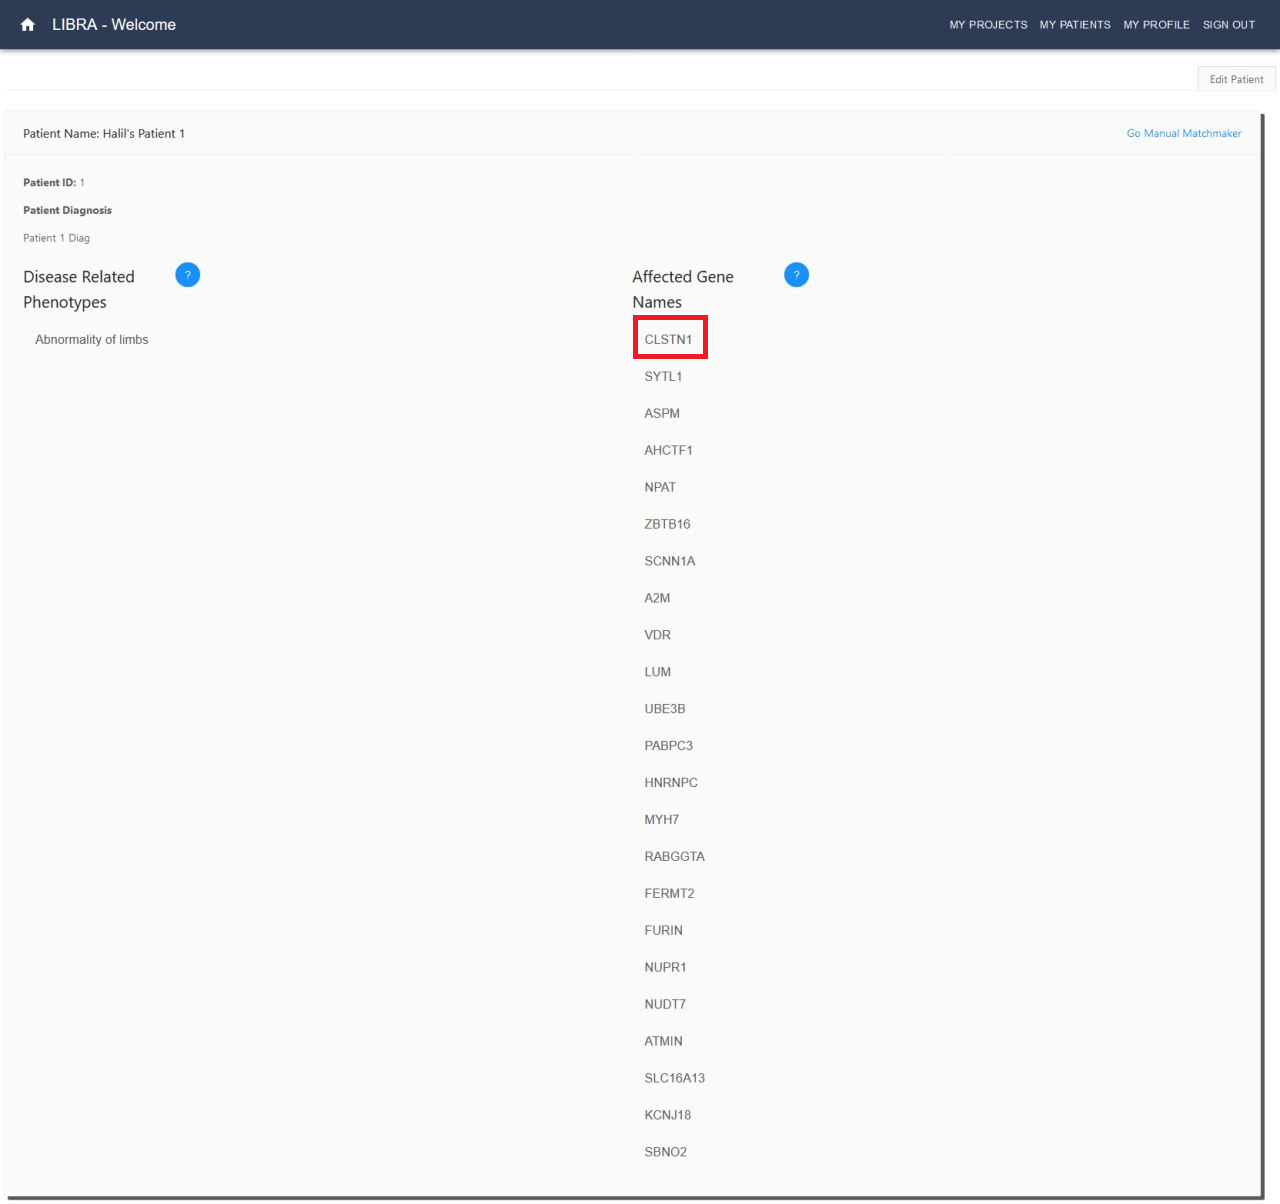 LIBRA - Welcome
MY PROJECTS MY PATIENTS MY PROFILE SIGN OUT
Edit Patient
Patient Name: Halil's Patient 1
Go Manual Matchmaker
Patient ID: 1
Patient Diagnosis
Patient 1 Diag
Disease Related
Phenotypes
?
Abnormality of limbs
Affected Gene
Names
?
CLSTN1
SYTL1
ASPM
AHCTF1
NPAT
ZBTB16
SCNN1A
A2M
VDR
LUM
UBE3B
PABPC3
HNRNPC
MYH7
RABGGTA
FERMT2
FURIN
NUPR1
NUDT7
ATMIN
SLC16A13
KCNJ18
SBNO2